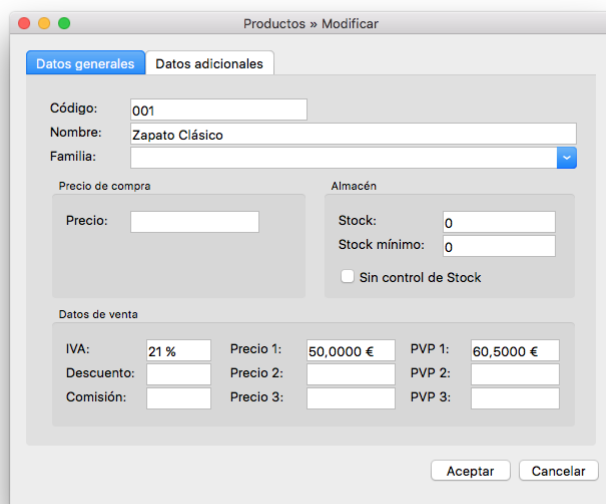 Productos » Modificar
Datos generales Datos adicionales
Código: 001
Nombre: Zapato Clásico
Familia:
Precio de compra Almacén
Precio: Stock: 0
Stock mínimo: 0
Sin control de Stock
Datos de venta
IVA: 21 % Precio 1: 50,0000 € PVP 1: 60,5000 €
Descuento: Precio 2: PVP 2:
Comisión: Precio 3: PVP 3:
Aceptar Cancelar